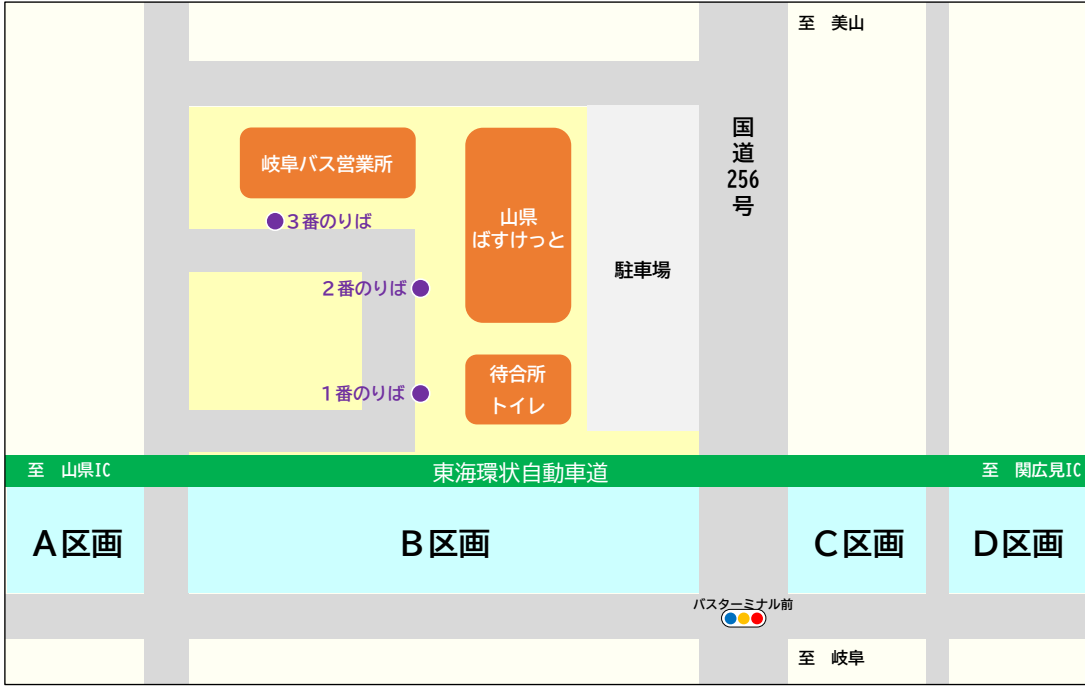 至　美山
国道256号
岐阜バス営業所
山県
ばすけっと
３番のりば
駐車場
２番のりば
１番のりば
待合所
トイレ
至　山県IC
東海環状自動車道
至　関広見IC
A区画
B区画
C区画
D区画
バスターミナル前
至　岐阜